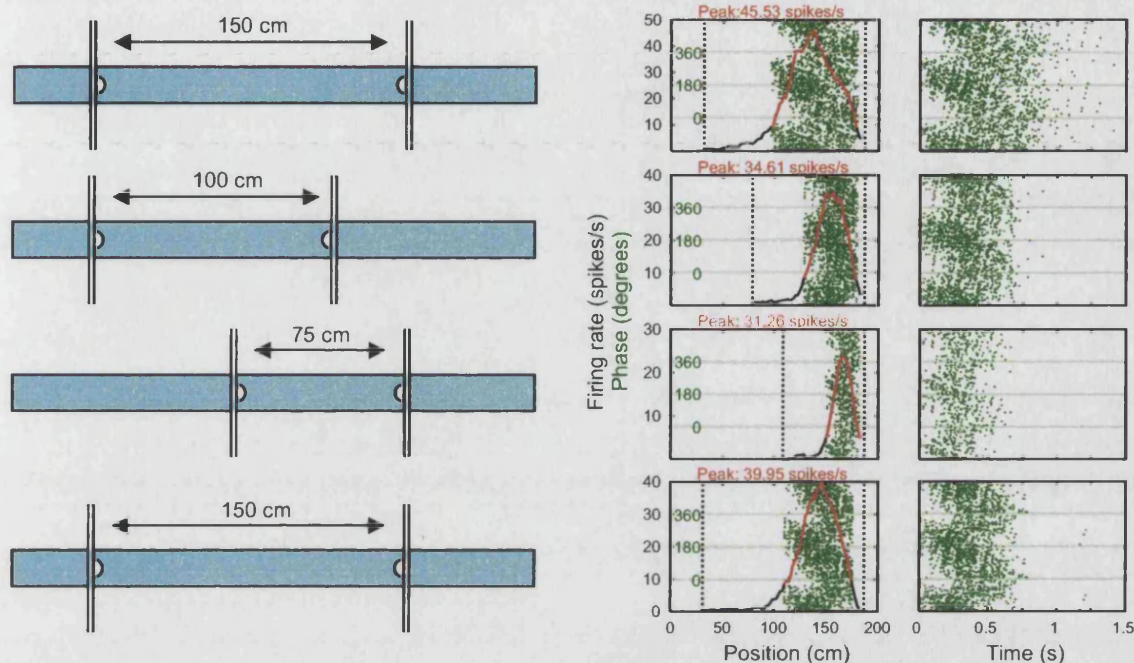 150 cm
Peak:45.53 spikes/s
50
40
30
20
10
360
180
0
100 cm
Peak: 34.61 spikes/s
40
30
20
10
360
180
0
75 cm
Peak: 31.26 spikes/s
30
20
10
360
180
0
150 cm
Peak: 39.95 spikes/s
40
30
20
10
0
360
180
0
Firing rate (spikes/s)
Phase (degrees)
0 50 100 150 200
Position (cm)
0 0.5 1 1.5
Time (s)